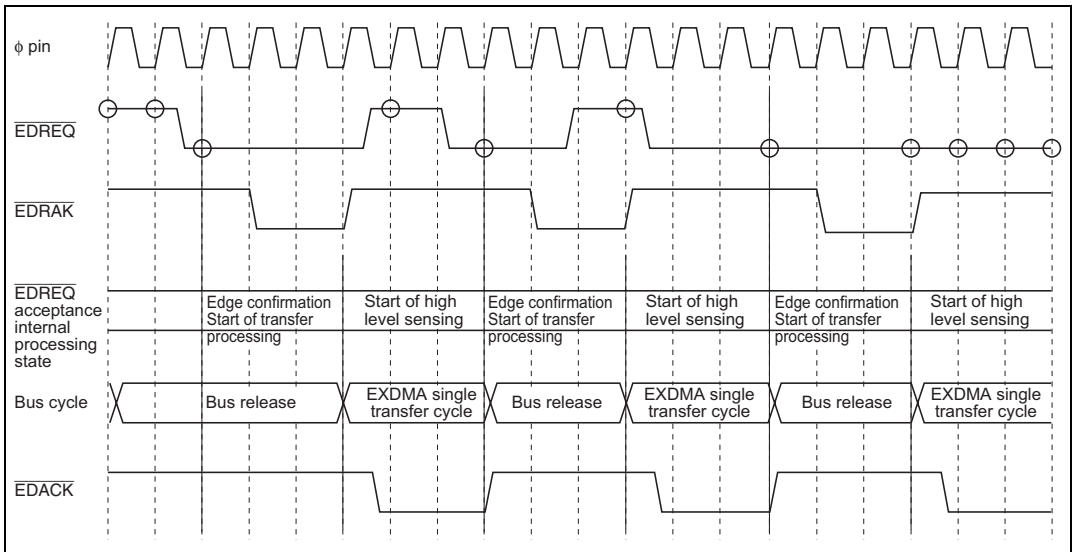 ϕ pin
EDREQ
EDRAK
EDREQ
acceptance
internal
processing
state
Edge confirmation
Start of transfer
processing
Start of high
level sensing
Edge confirmation
Start of transfer
processing
Start of high
level sensing
Edge confirmation
Start of transfer
processing
Start of high
level sensing
Bus cycle
Bus release
EXDMA single
transfer cycle
Bus release
EXDMA single
transfer cycle
Bus release
EXDMA single
transfer cycle
EDACK